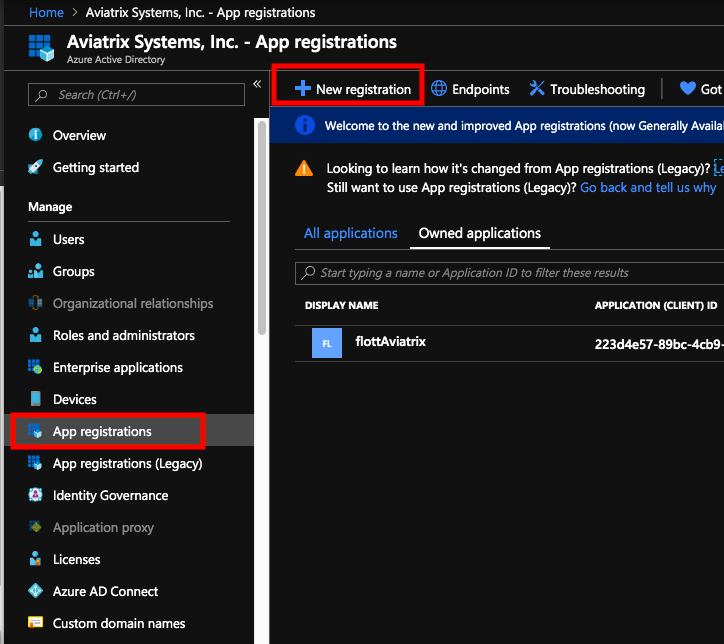 Home > Aviatrix Systems, Inc. - App registrations
Aviatrix Systems, Inc. - App registrations
Azure Active Directory
Search (Ctrl+/)
«
Overview
Getting started
Manage
Users
Groups
Organizational relationships
Roles and administrators
Enterprise applications
Devices
App registrations
App registrations (Legacy)
Identity Governance
Application proxy
Licenses
Azure AD Connect
Custom domain names
New registration
Endpoints
Troubleshooting
Got
Welcome to the new and improved App registrations (now Generally Availa
Looking to learn how it's changed from App registrations (Legacy)? Le
Still want to use App registrations (Legacy)? Go back and tell us why
All applications
Owned applications
Start typing a name or Application ID to filter these results
DISPLAY NAME
APPLICATION (CLIENT) ID
FL
flottAviatrix
223d4e57-89bc-4cb9-